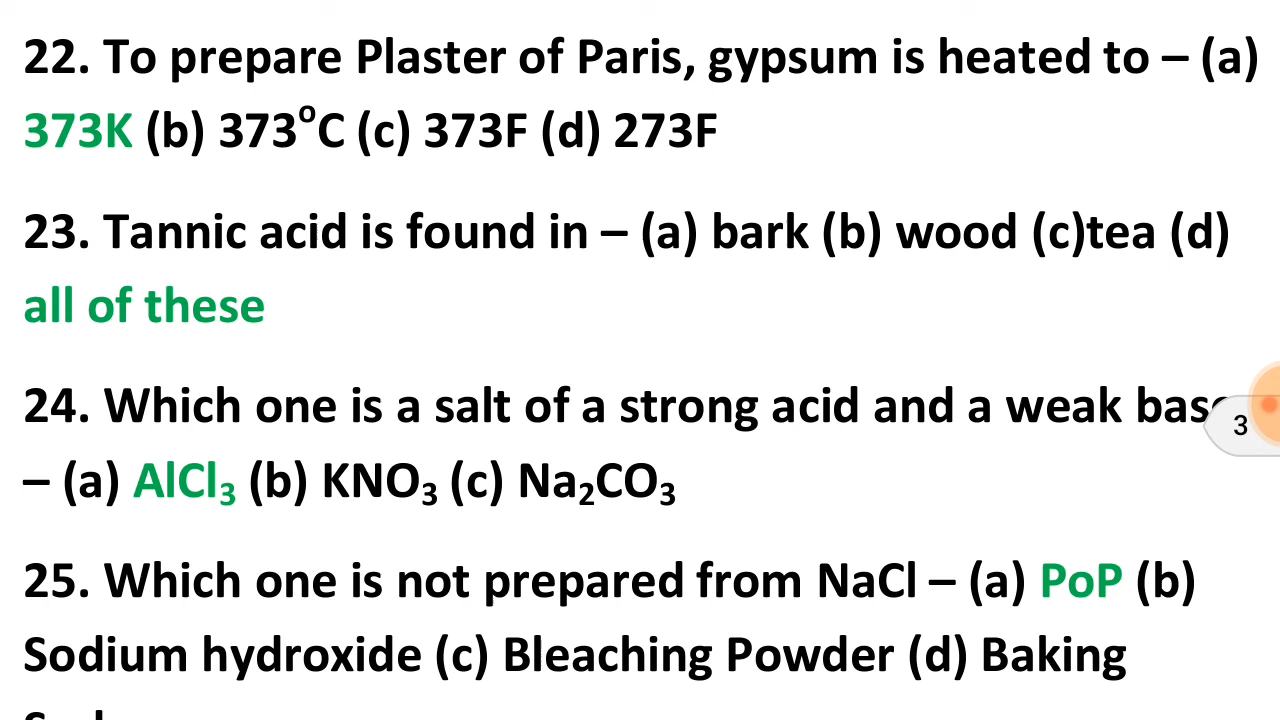 22. To prepare Plaster of Paris, gypsum is heated to – (a)
373K (b) 373°C (c) 373F (d) 273F
23. Tannic acid is found in – (a) bark (b) wood (c)tea (d)
all of these
24. Which one is a salt of a strong acid and a weak base
3
– (a) AlCl₃ (b) KNO₃ (c) Na₂CO₃
25. Which one is not prepared from NaCl – (a) PoP (b)
Sodium hydroxide (c) Bleaching Powder (d) Baking